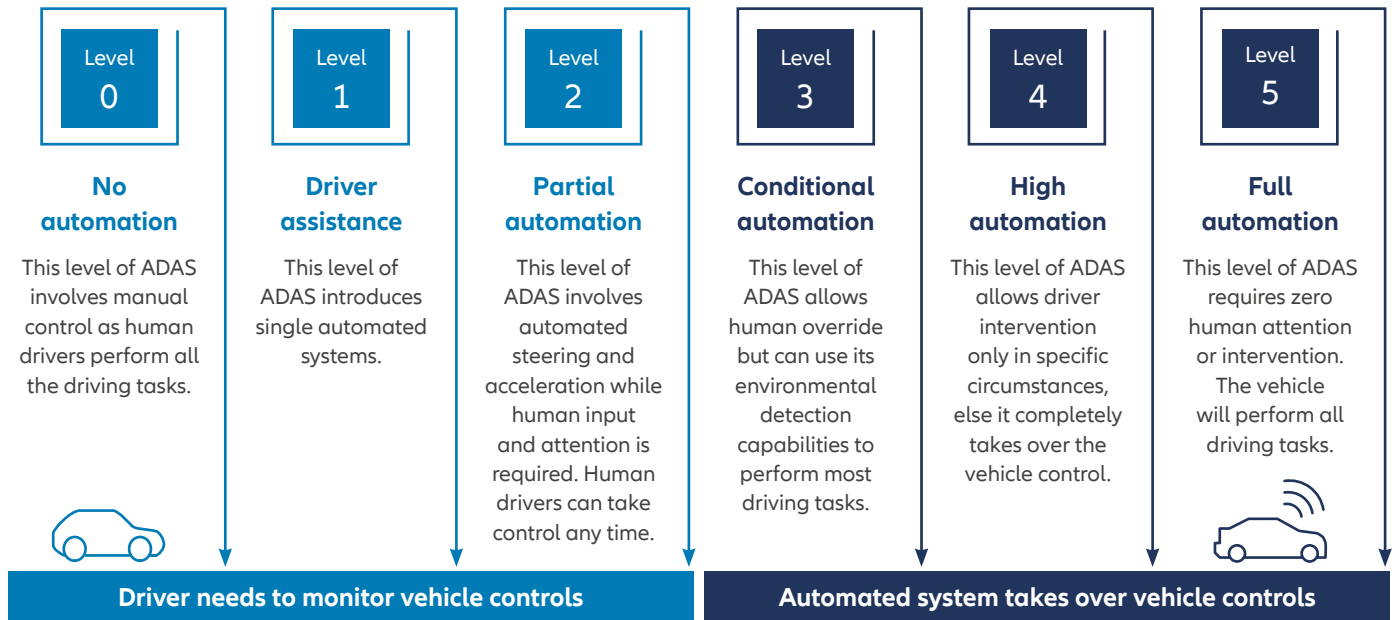 Level
0
No
automation
This level of ADAS
involves manual
control as human
drivers perform all
the driving tasks.
Level
1
Driver
assistance
This level of
ADAS introduces
single automated
systems.
Level
2
Partial
automation
This level of
ADAS involves
automated
steering and
acceleration while
human input
and attention is
required. Human
drivers can take
control any time.
Level
3
Conditional
automation
This level of
ADAS allows
human override
but can use its
environmental
detection
capabilities to
perform most
driving tasks.
Level
4
High
automation
This level of ADAS
allows driver
intervention
only in specific
circumstances,
else it completely
takes over the
vehicle control.
Level
5
Full
automation
This level of ADAS
requires zero
human attention
or intervention.
The vehicle
will perform all
driving tasks.
Driver needs to monitor vehicle controls
Automated system takes over vehicle controls